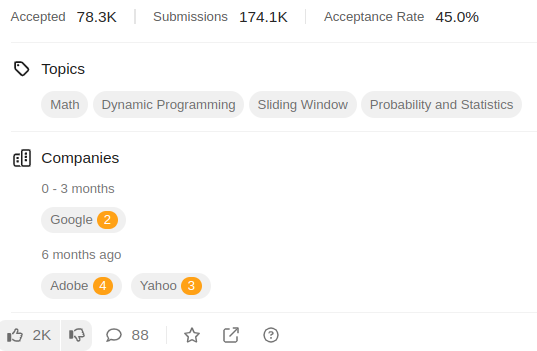 Accepted 78.3K Submissions 174.1K Acceptance Rate 45.0%
Topics
Math Dynamic Programming Sliding Window Probability and Statistics
Companies
0 - 3 months
Google 2
6 months ago
Adobe 4 Yahoo 3
2K 88